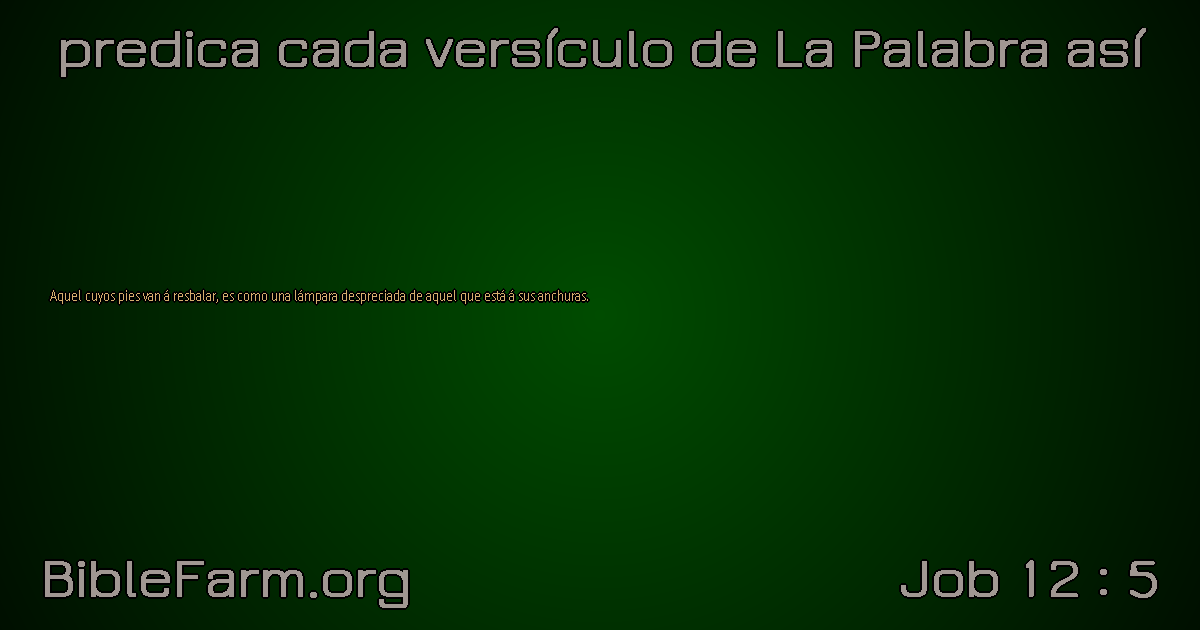 predica cada versículo de La Palabra así
Aquel cuyos pies van á resbalar, es como una lámpara despreciada de aquel que está á sus anchuras.
BibleFarm.org
Job 12 : 5